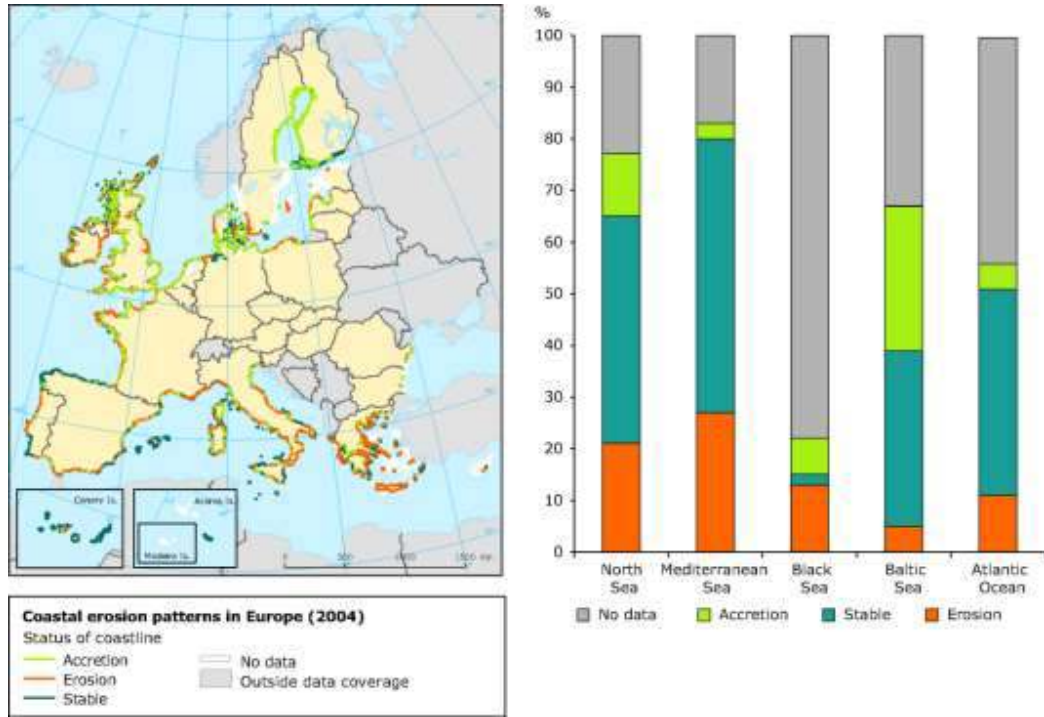 %
100
90
80
70
60
50
40
30
20
10
0
North Sea
Mediterranean Sea
Black Sea
Baltic Sea
Atlantic Ocean
No data
Accretion
Stable
Erosion
Canary Is.
Azores Is.
Madeira Is.
0
500
1500 km
Coastal erosion patterns in Europe (2004)
Status of coastline
Accretion
Erosion
Stable
No data
Outside data coverage